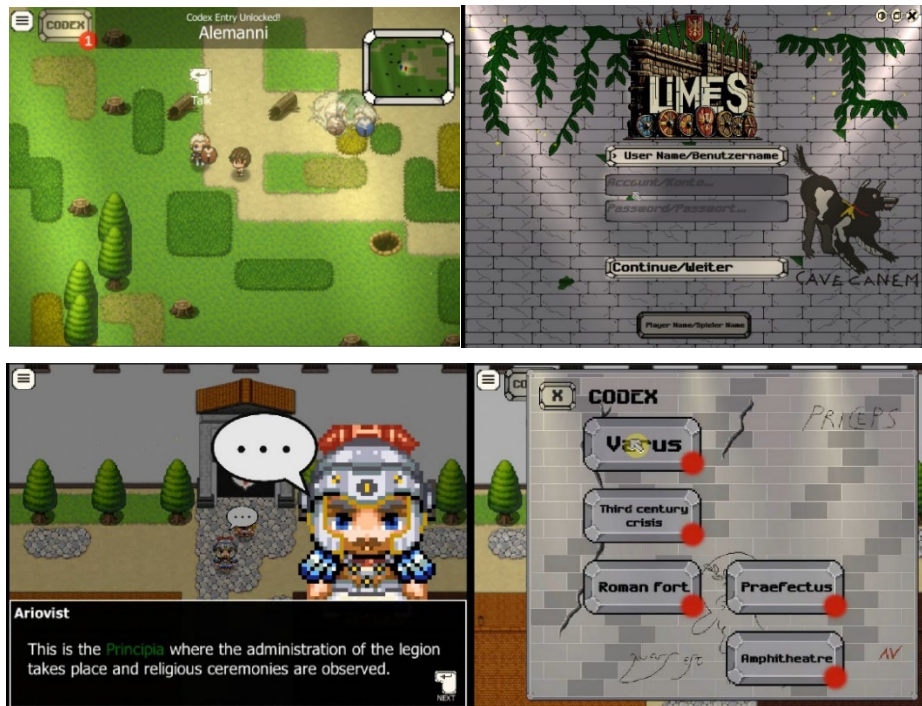 CODEX
1
Codex Entry Unlocked!
Alemanni
Talk
LIMES
User Name/Benutzername
Account/Konto...
Password/Passwort...
Continue/Weiter
CAVE CANEM
Player Name/Spieler Name
...
...
Ariovist
This is the Principia where the administration of the legion
takes place and religious ceremonies are observed.
NEXT
CO
X
CODEX
PRICEPS
Varus
Third century
crisis
Roman fort
Praefectus
Amphitheatre